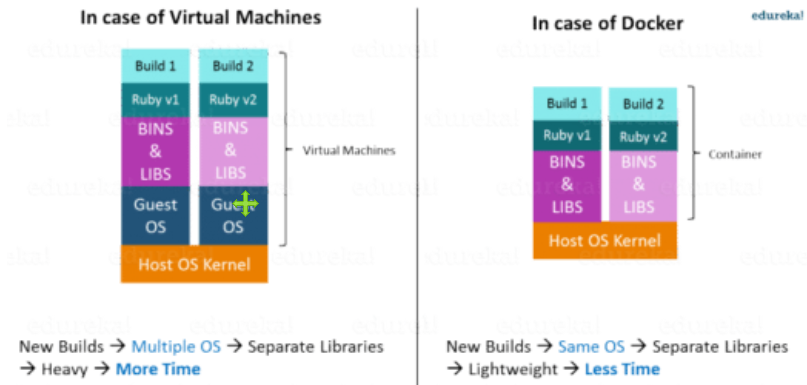 In case of Virtual Machines
Build 1
Build 2
Ruby v1
Ruby v2
BINS
&
LIBS
BINS
&
LIBS
Guest
OS
Guest
OS
Host OS Kernel
Virtual Machines
New Builds → Multiple OS → Separate Libraries
→ Heavy → More Time
In case of Docker
edureka!
Build 1
Build 2
Ruby v1
Ruby v2
BINS
&
LIBS
BINS
&
LIBS
Host OS Kernel
Container
New Builds → Same OS → Separate Libraries
→ Lightweight → Less Time